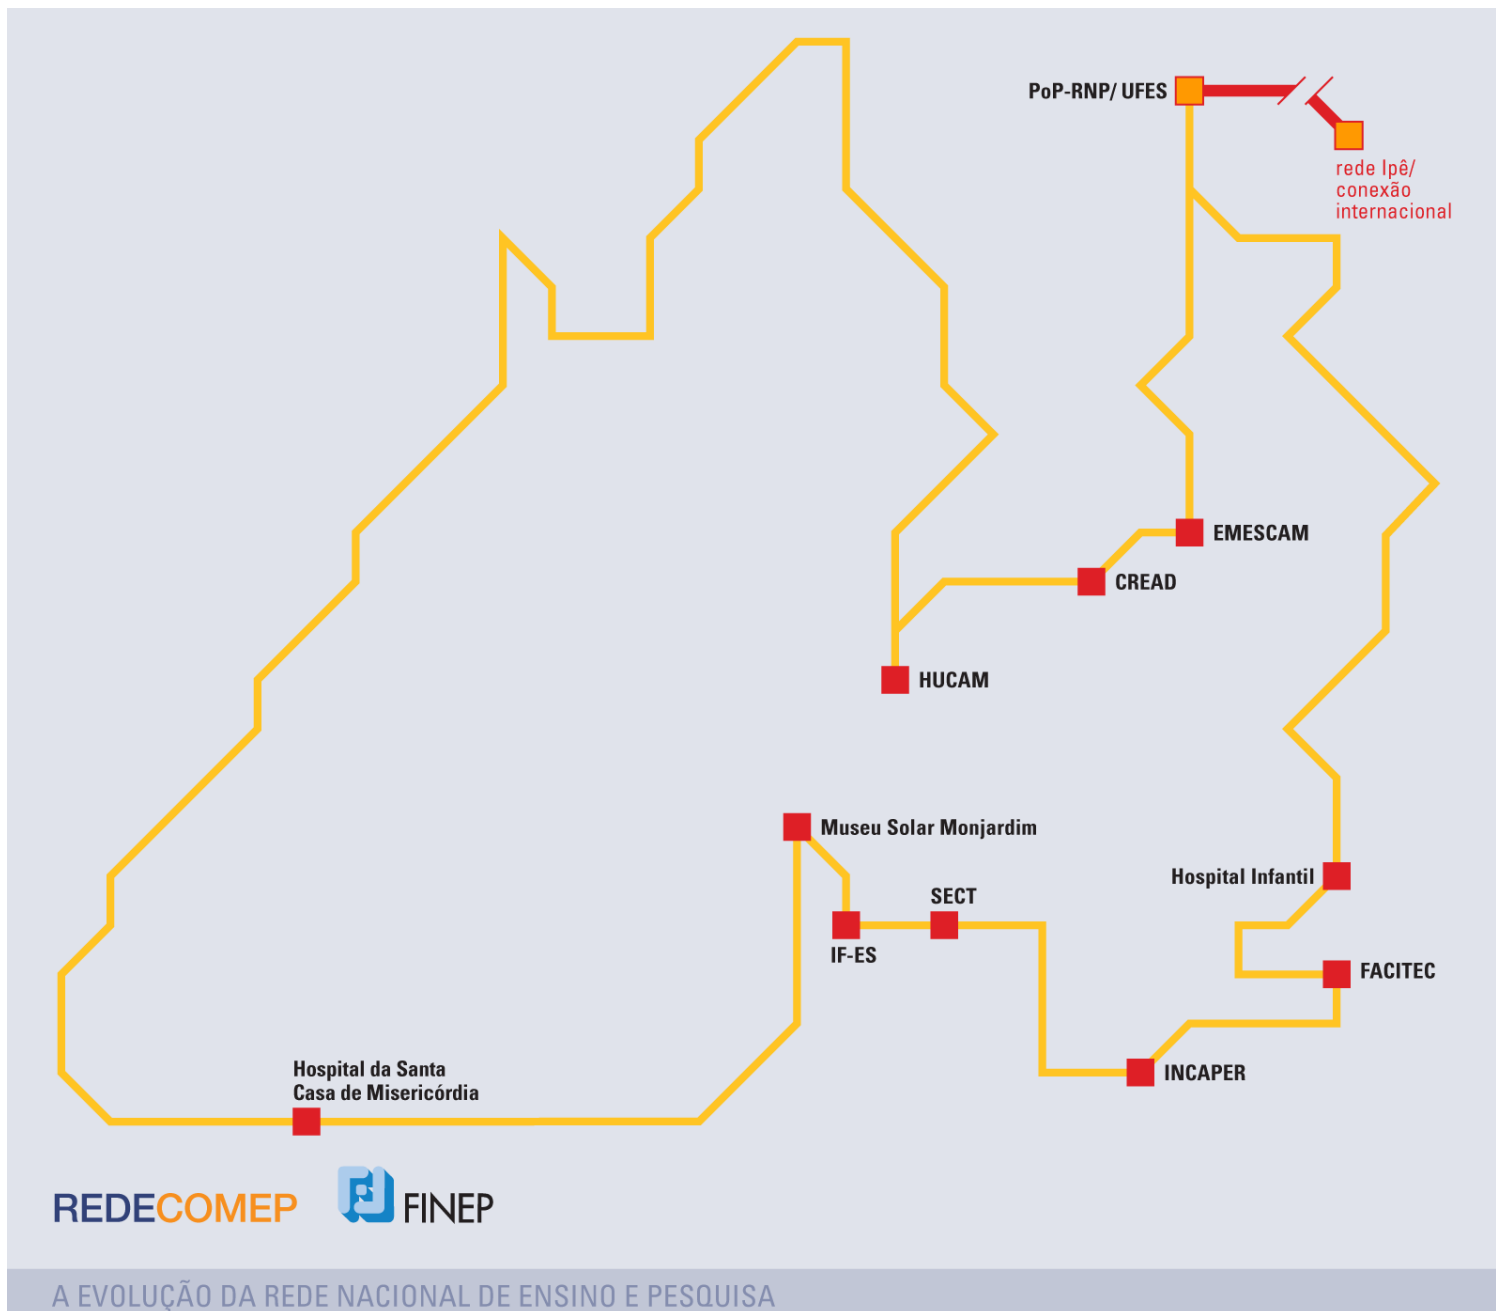 PoP-RNP/ UFES
rede Ipê/
conexão
internacional
EMESCAM
CREAD
HUCAM
Museu Solar Monjardim
Hospital Infantil
SECT
IF-ES
FACITEC
Hospital da Santa
Casa de Misericórdia
INCAPER
REDECOMEP
FINEP
A EVOLUÇÃO DA REDE NACIONAL DE ENSINO E PESQUISA